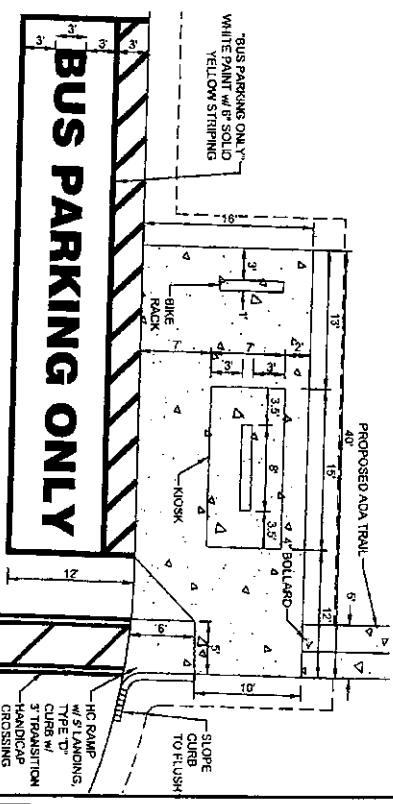 "BUS PARKING ONLY"
WHITE PAINT w/ 6" SOLID
YELLOW STRIPING
3'
3'
3'
3'
BUS PARKING ONLY
12'
16'
3'
1'
BIKE
RACK
13'
7'
7'
2'
3'
3'
3.5'
8'
3.5'
KIOSK
15'
PROPOSED ADA TRAIL
40'
4" BOLLARD
12'
6'
6'
5'
10'
SLOPE
CURB
TO FLUSH
HC RAMP
w/ 5' LANDING,
TYPE "D"
CURB w/
3' TRANSITION
HANDICAP
CROSSING